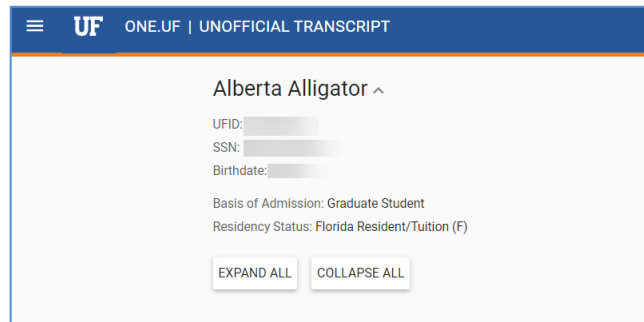 UF ONE.UF | UNOFFICIAL TRANSCRIPT
Alberta Alligator
UFID:
SSN:
Birthdate:
Basis of Admission: Graduate Student
Residency Status: Florida Resident/Tuition (F)
EXPAND ALL COLLAPSE ALL